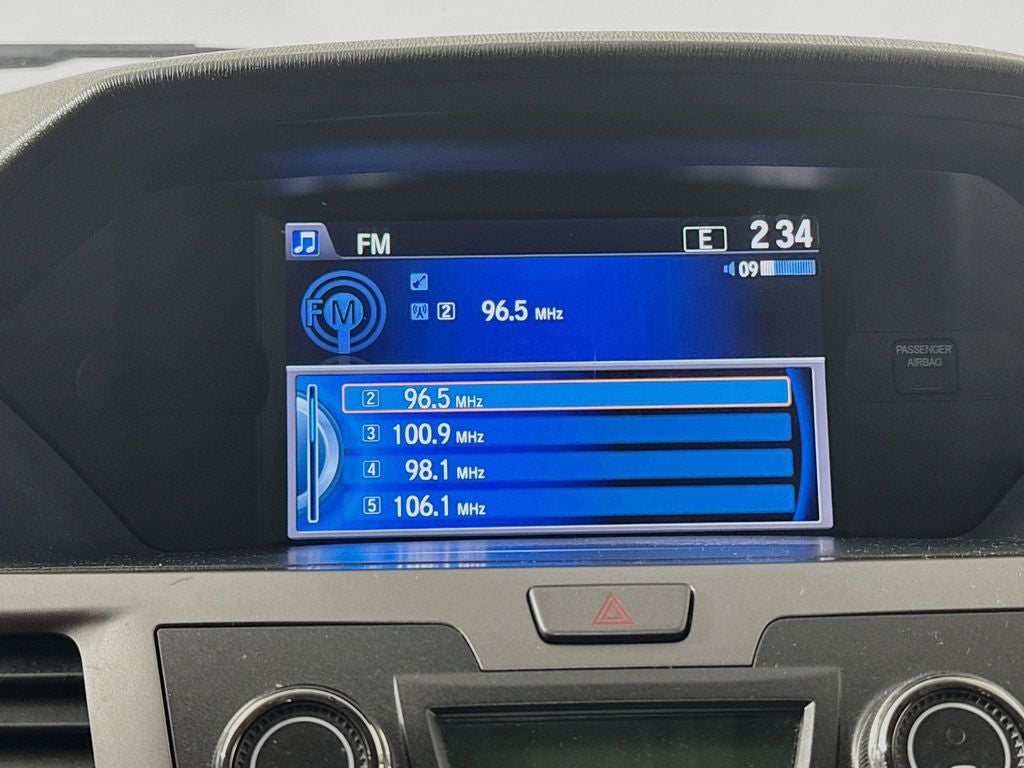 FM E 2 34
09
FM
2 96.5 MHz
2 96.5 MHz
3 100.9 MHz
4 98.1 MHz
5 106.1 MHz
PASSENGER
AIRBAG